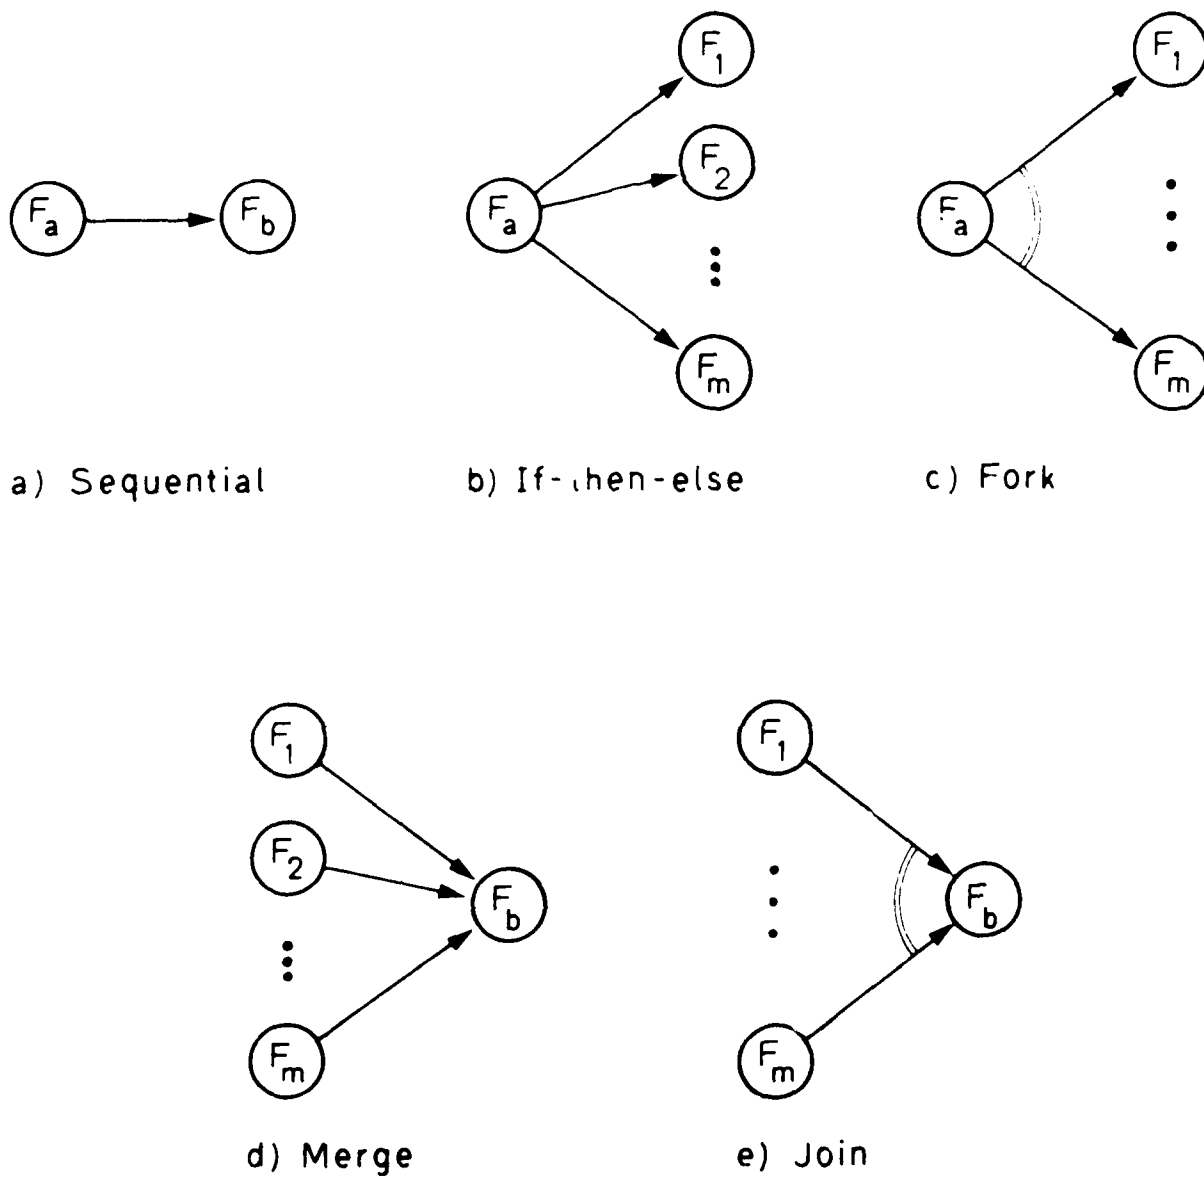 F1
F1
F2
Fa
Fb
Fa
Fa
Fm
Fm
a) Sequential
b) If-then-else
c) Fork
F1
F1
F2
Fb
Fb
Fm
Fm
d) Merge
e) Join